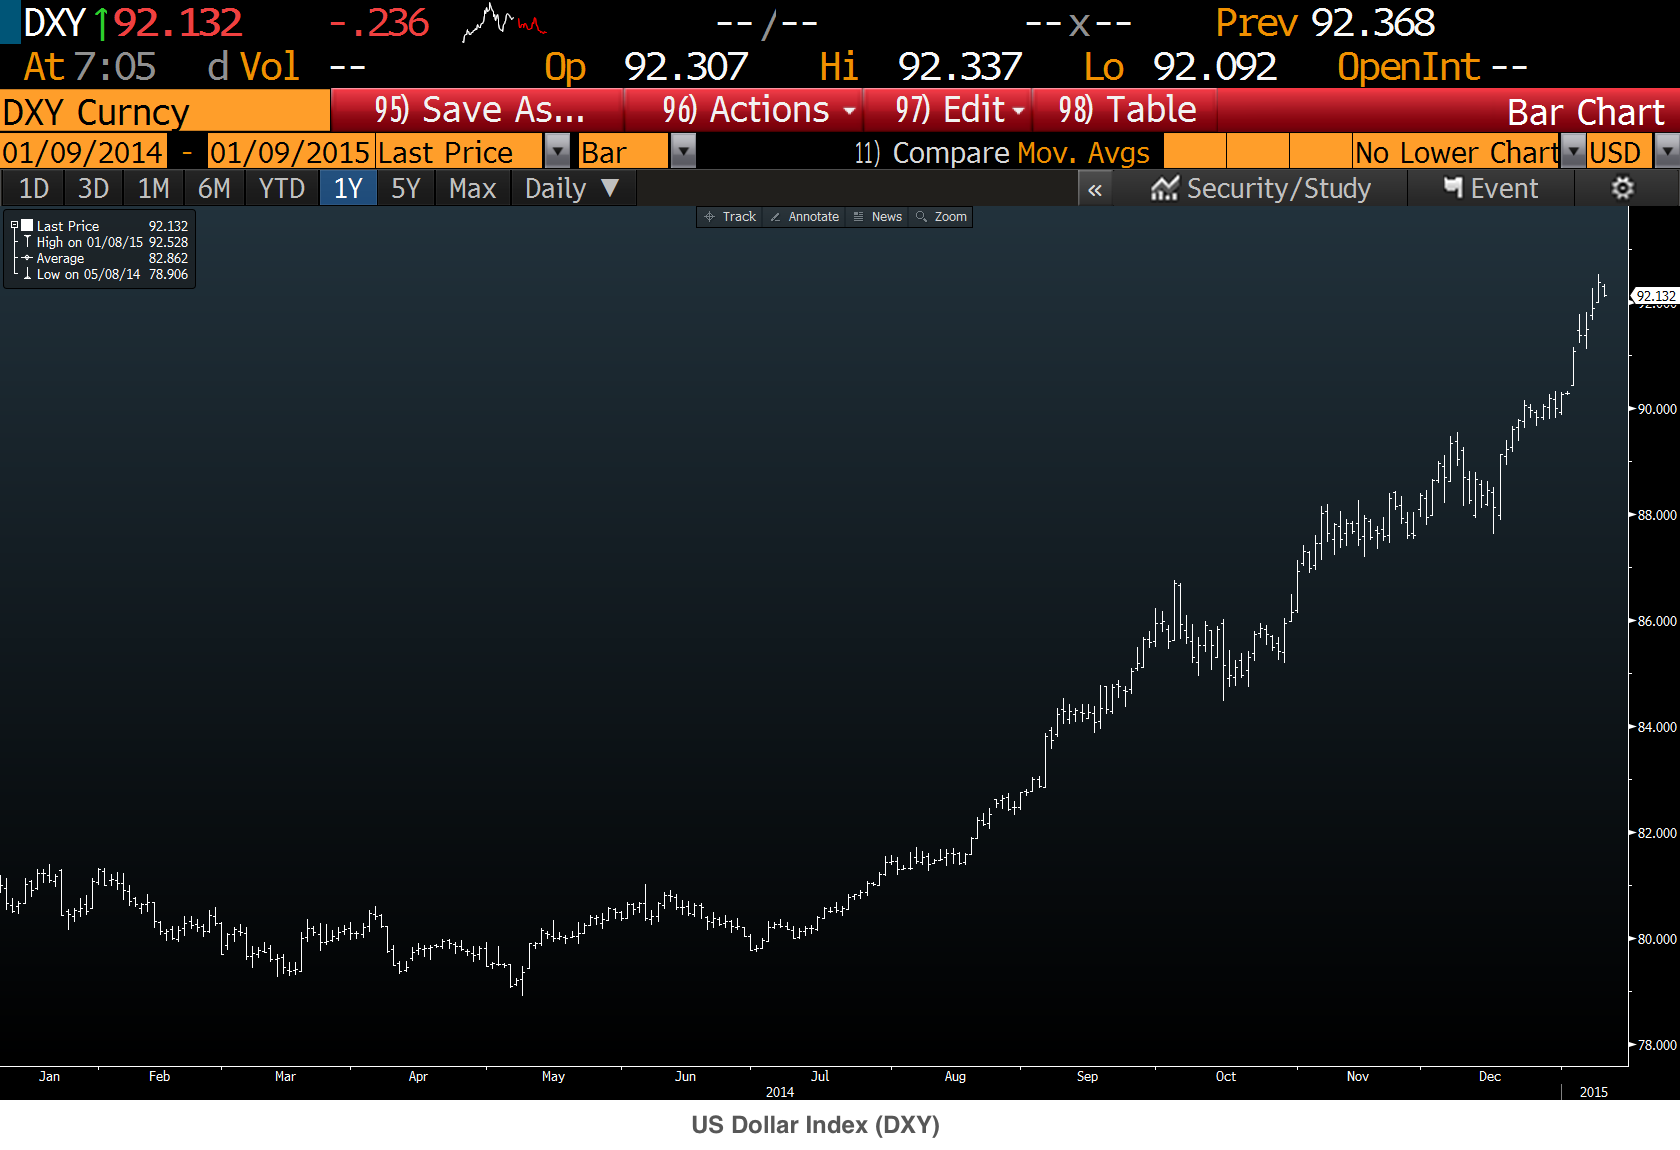 DXY ↑92.132 -.236 --/-- --x-- Prev 92.368
At 7:05 d Vol -- Op 92.307 Hi 92.337 Lo 92.092 OpenInt --
DXY Curncy 95) Save As... 96) Actions 97) Edit 98) Table Bar Chart
01/09/2014 - 01/09/2015 Last Price Bar 11) Compare Mov. Avgs No Lower Chart USD
1D 3D 1M 6M YTD 1Y 5Y Max Daily ▼ « Security/Study Event
Track Annotate News Zoom
Last Price 92.132
High on 01/08/15 92.528
Average 82.862
Low on 05/08/14 78.906
92.132
92.000
90.000
88.000
86.000
84.000
82.000
80.000
78.000
Jan Feb Mar Apr May Jun Jul Aug Sep Oct Nov Dec
2014 2015
US Dollar Index (DXY)